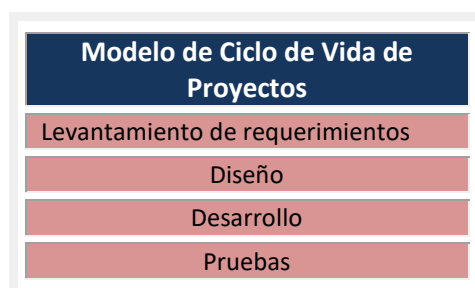 Modelo de Ciclo de Vida de
Proyectos
Levantamiento de requerimientos
Diseño
Desarrollo
Pruebas